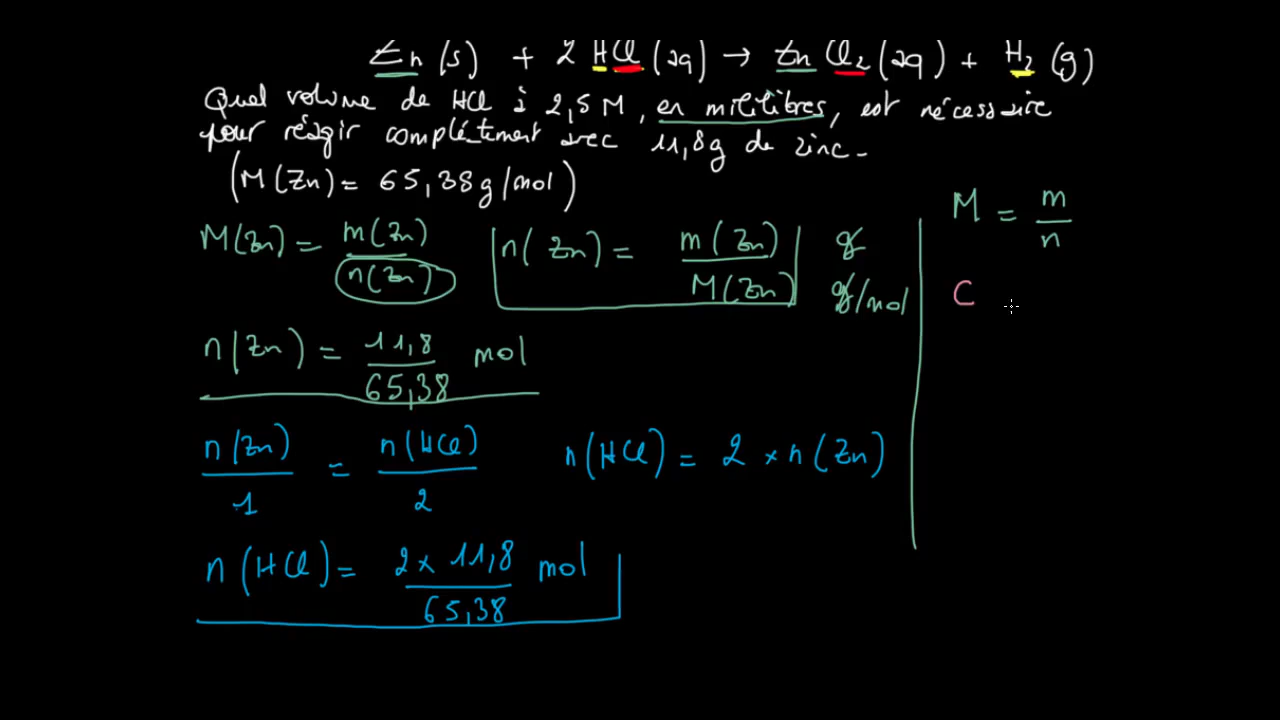 Zn (s) + 2 HCl (aq) → ZnCl2 (aq) + H2 (g)
Quel volume de HCl à 2,5 M, en millilitres, est nécessaire
pour réagir complétement avec 11,8g de zinc.
(M(Zn) = 65,38 g/mol)
M(Zn) = m(Zn) / n(Zn)
n(Zn) = m(Zn) / M(Zn)
g
g/mol
M = m / n
C
n(Zn) = 11,8 / 65,38 mol
n(Zn) / 1 = n(HCl) / 2
n(HCl) = 2 × n(Zn)
n(HCl) = 2 × 11,8 / 65,38 mol